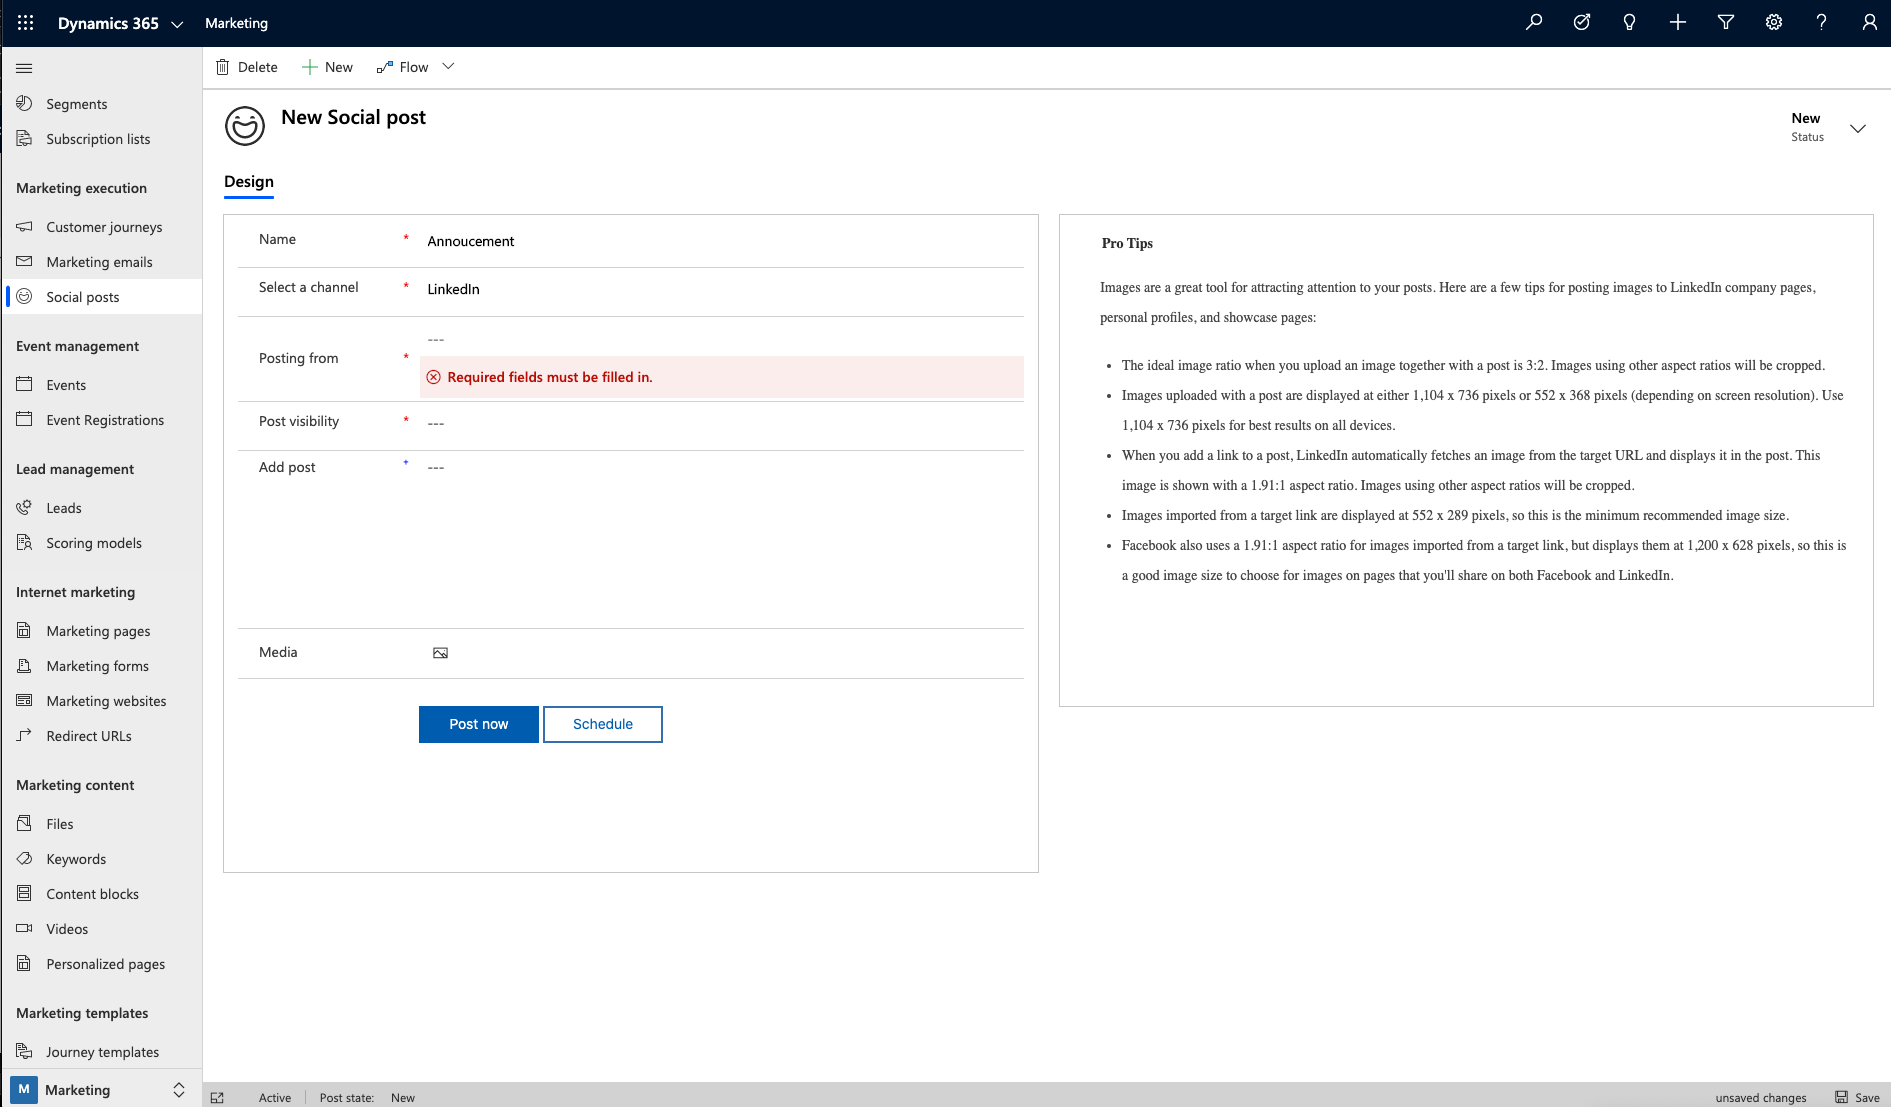 Dynamics 365
Marketing
Delete
New
Flow
Segments
Subscription lists
Marketing execution
Customer journeys
Marketing emails
Social posts
Event management
Events
Event Registrations
Lead management
Leads
Scoring models
Internet marketing
Marketing pages
Marketing forms
Marketing websites
Redirect URLs
Marketing content
Files
Keywords
Content blocks
Videos
Personalized pages
Marketing templates
Journey templates
M Marketing
New Social post
New
Status
Design
Name * Annoucement
Select a channel * LinkedIn
---
Posting from *
Required fields must be filled in.
Post visibility * ---
Add post + ---
Media
Post now
Schedule
Pro Tips
Images are a great tool for attracting attention to your posts. Here are a few tips for posting images to LinkedIn company pages,
personal profiles, and showcase pages:
• The ideal image ratio when you upload an image together with a post is 3:2. Images using other aspect ratios will be cropped.
• Images uploaded with a post are displayed at either 1,104 x 736 pixels or 552 x 368 pixels (depending on screen resolution). Use
1,104 x 736 pixels for best results on all devices.
• When you add a link to a post, LinkedIn automatically fetches an image from the target URL and displays it in the post. This
image is shown with a 1.91:1 aspect ratio. Images using other aspect ratios will be cropped.
• Images imported from a target link are displayed at 552 x 289 pixels, so this is the minimum recommended image size.
• Facebook also uses a 1.91:1 aspect ratio for images imported from a target link, but displays them at 1,200 x 628 pixels, so this is
a good image size to choose for images on pages that you'll share on both Facebook and LinkedIn.
Active
Post state: New
unsaved changes
Save